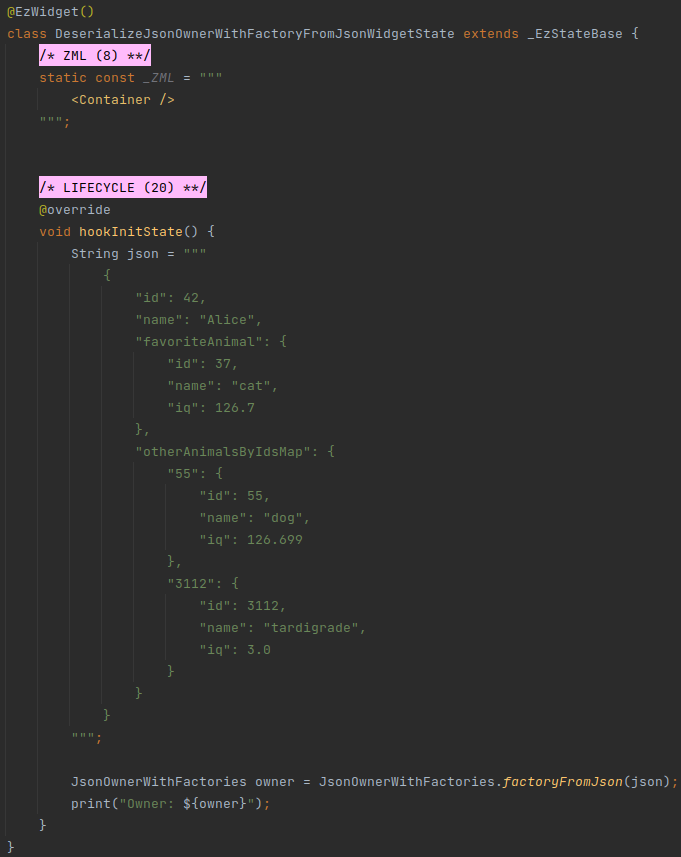 @EzWidget()
class DeserializeJsonOwnerWithFactoryFromJsonWidgetState extends _EzStateBase {
    /* ZML (8) **/
    static const _ZML = """
        <Container />
    """;

    /* LIFECYCLE (20) **/
    @override
    void hookInitState() {
        String json = """
            {
                "id": 42,
                "name": "Alice",
                "favoriteAnimal": {
                    "id": 37,
                    "name": "cat",
                    "iq": 126.7
                },
                "otherAnimalsByIdsMap": {
                    "55": {
                        "id": 55,
                        "name": "dog",
                        "iq": 126.699
                    },
                    "3112": {
                        "id": 3112,
                        "name": "tardigrade",
                        "iq": 3.0
                    }
                }
            }
        """;

        JsonOwnerWithFactories owner = JsonOwnerWithFactories.factoryFromJson(json);
        print("Owner: ${owner}");
    }
}